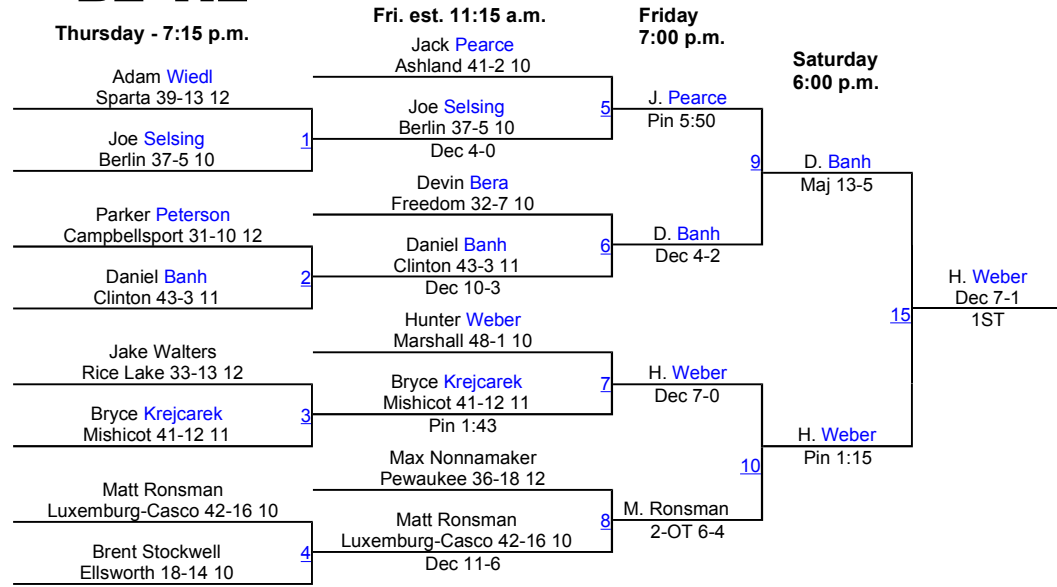 Thursday - 7:15 p.m.
Adam Wiedl
Sparta 39-13 12
Joe Selsing
Berlin 37-5 10
1
Parker Peterson
Campbellsport 31-10 12
Daniel Banh
Clinton 43-3 11
2
Jake Walters
Rice Lake 33-13 12
Bryce Krejcarek
Mishicot 41-12 11
3
Matt Ronsman
Luxemburg-Casco 42-16 10
Brent Stockwell
Ellsworth 18-14 10
4
Fri. est. 11:15 a.m.
Jack Pearce
Ashland 41-2 10
Joe Selsing
Berlin 37-5 10
Dec 4-0
5
Devin Bera
Freedom 32-7 10
Daniel Banh
Clinton 43-3 11
Dec 10-3
6
Hunter Weber
Marshall 48-1 10
Bryce Krejcarek
Mishicot 41-12 11
Pin 1:43
7
Max Nonnamaker
Pewaukee 36-18 12
Matt Ronsman
Luxemburg-Casco 42-16 10
Dec 11-6
8
Friday
7:00 p.m.
J. Pearce
Pin 5:50
D. Banh
Dec 4-2
9
H. Weber
Dec 7-0
M. Ronsman
2-OT 6-4
10
Saturday
6:00 p.m.
D. Banh
Maj 13-5
H. Weber
Pin 1:15
15
H. Weber
Dec 7-1
1ST